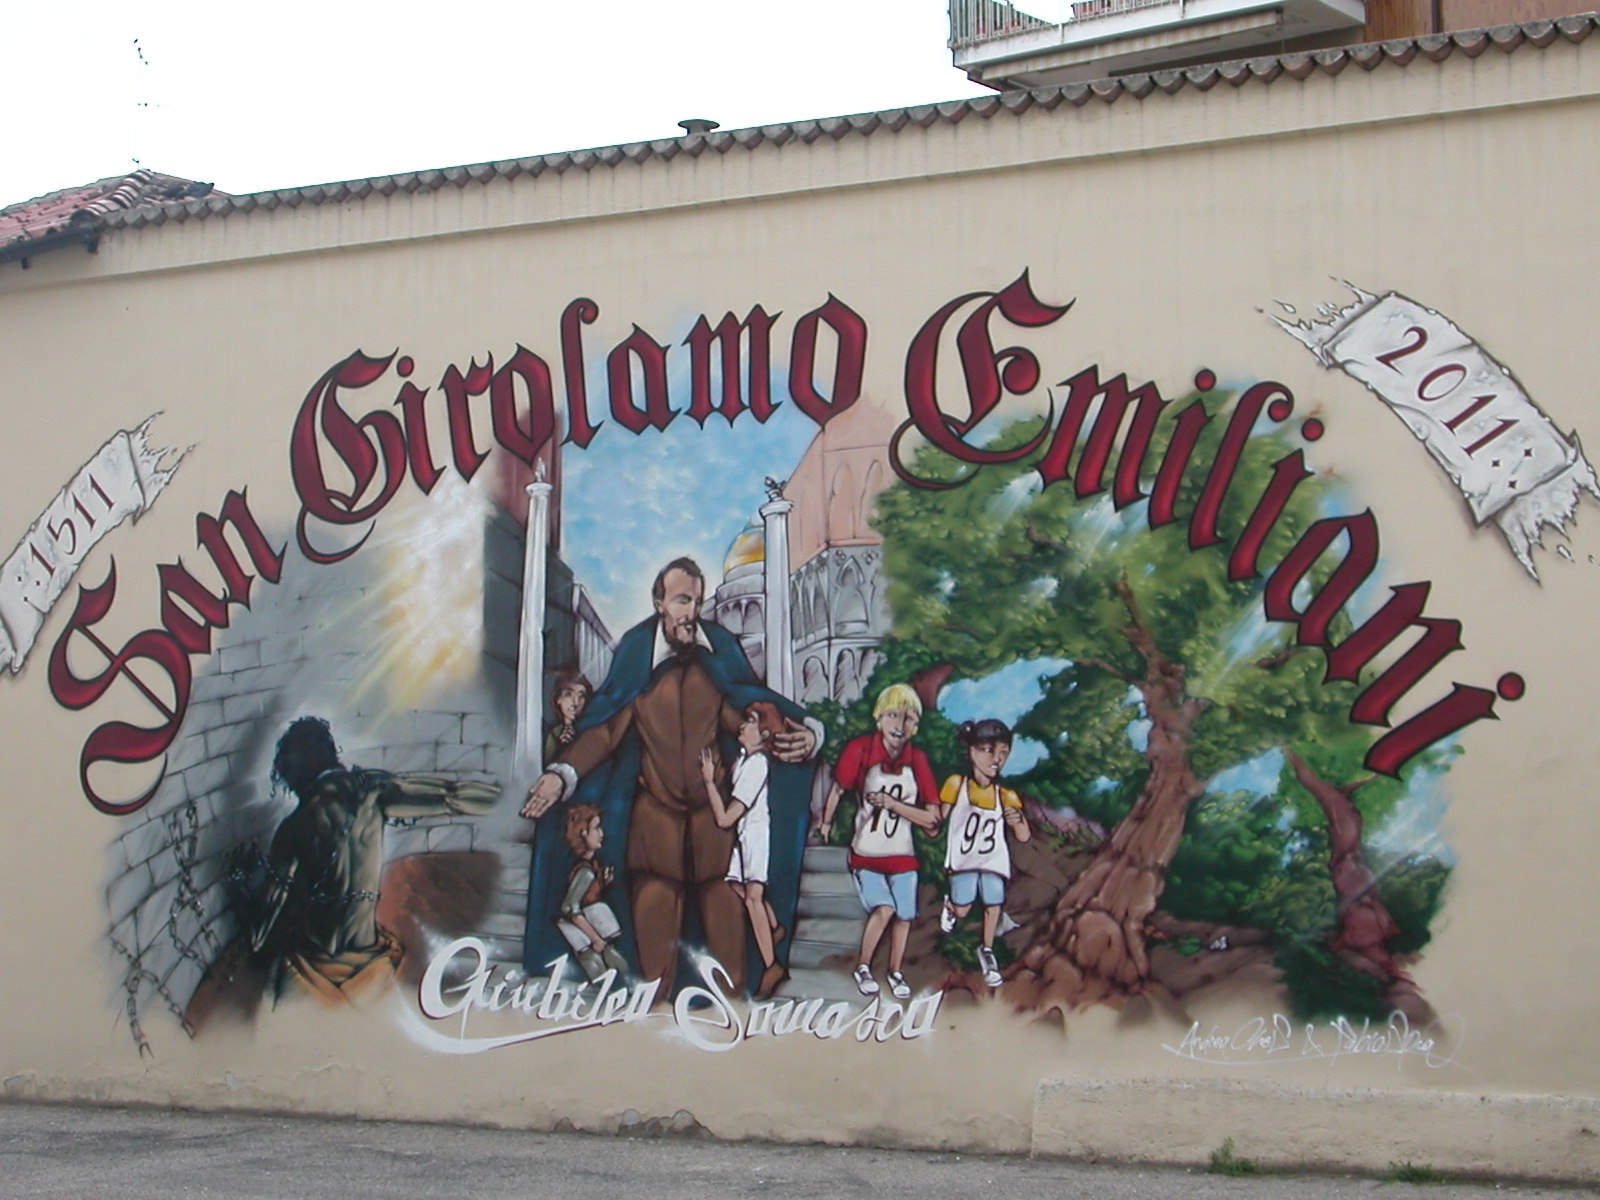 San Girolamo Emiliani
1511
2011
19
93
Giubileo Somasco
&